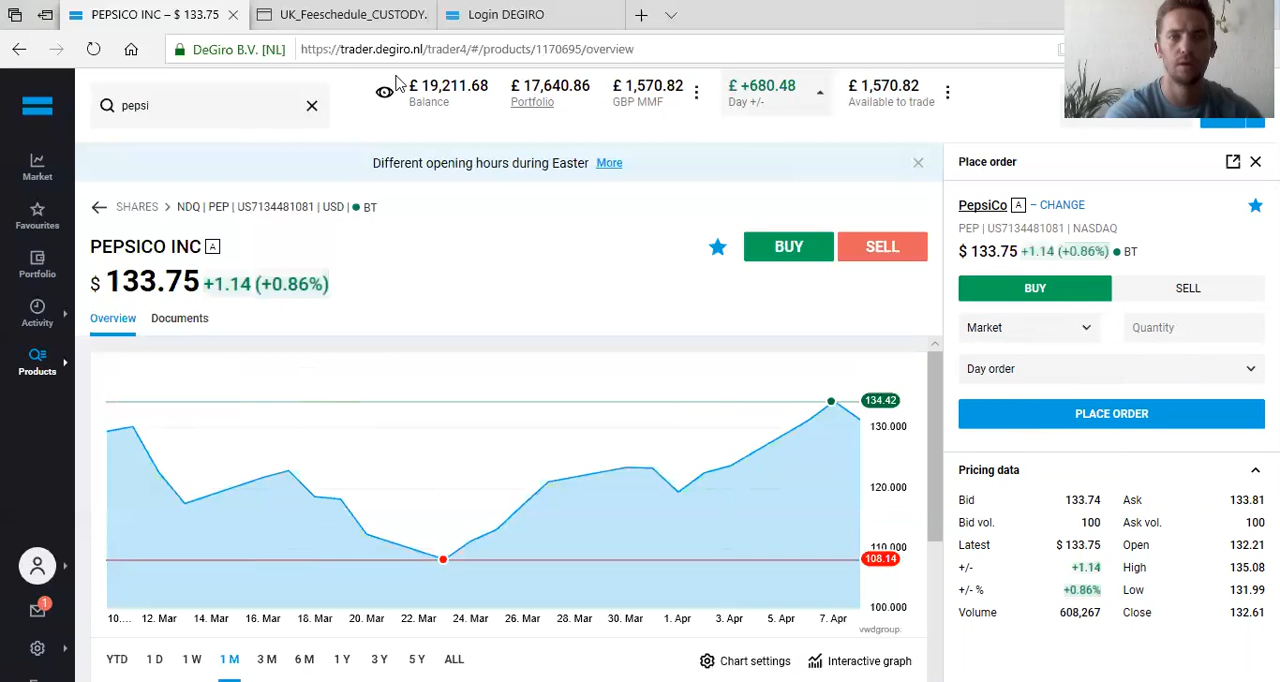 PEPSICO INC – $ 133.75
UK_Feeschedule_CUSTODY.
Login DEGIRO
DeGiro B.V. [NL]
https://trader.degiro.nl/trader4/#/products/1170695/overview
pepsi
£ 19,211.68
Balance
£ 17,640.86
Portfolio
£ 1,570.82
GBP MMF
£ +680.48
Day +/-
£ 1,570.82
Available to trade
Market
Favourites
Portfolio
Activity
Products
1
Different opening hours during Easter More
SHARES > NDQ | PEP | US7134481081 | USD | BT
PEPSICO INC A
BUY
SELL
$ 133.75 +1.14 (+0.86%)
Overview
Documents
134.42
130.000
120.000
110.000
108.14
100.000
10.... 12. Mar 14. Mar 16. Mar 18. Mar 20. Mar 22. Mar 24. Mar 26. Mar 28. Mar 30. Mar 1. Apr 3. Apr 5. Apr 7. Apr
vwdgroup:
YTD 1 D 1 W 1 M 3 M 6 M 1 Y 3 Y 5 Y ALL
Chart settings
Interactive graph
Place order
PepsiCo A – CHANGE
PEP | US7134481081 | NASDAQ
$ 133.75 +1.14 (+0.86%) BT
BUY
SELL
Market
Quantity
Day order
PLACE ORDER
Pricing data
Bid 133.74 Ask 133.81
Bid vol. 100 Ask vol. 100
Latest $ 133.75 Open 132.21
+/- +1.14 High 135.08
+/- % +0.86% Low 131.99
Volume 608,267 Close 132.61